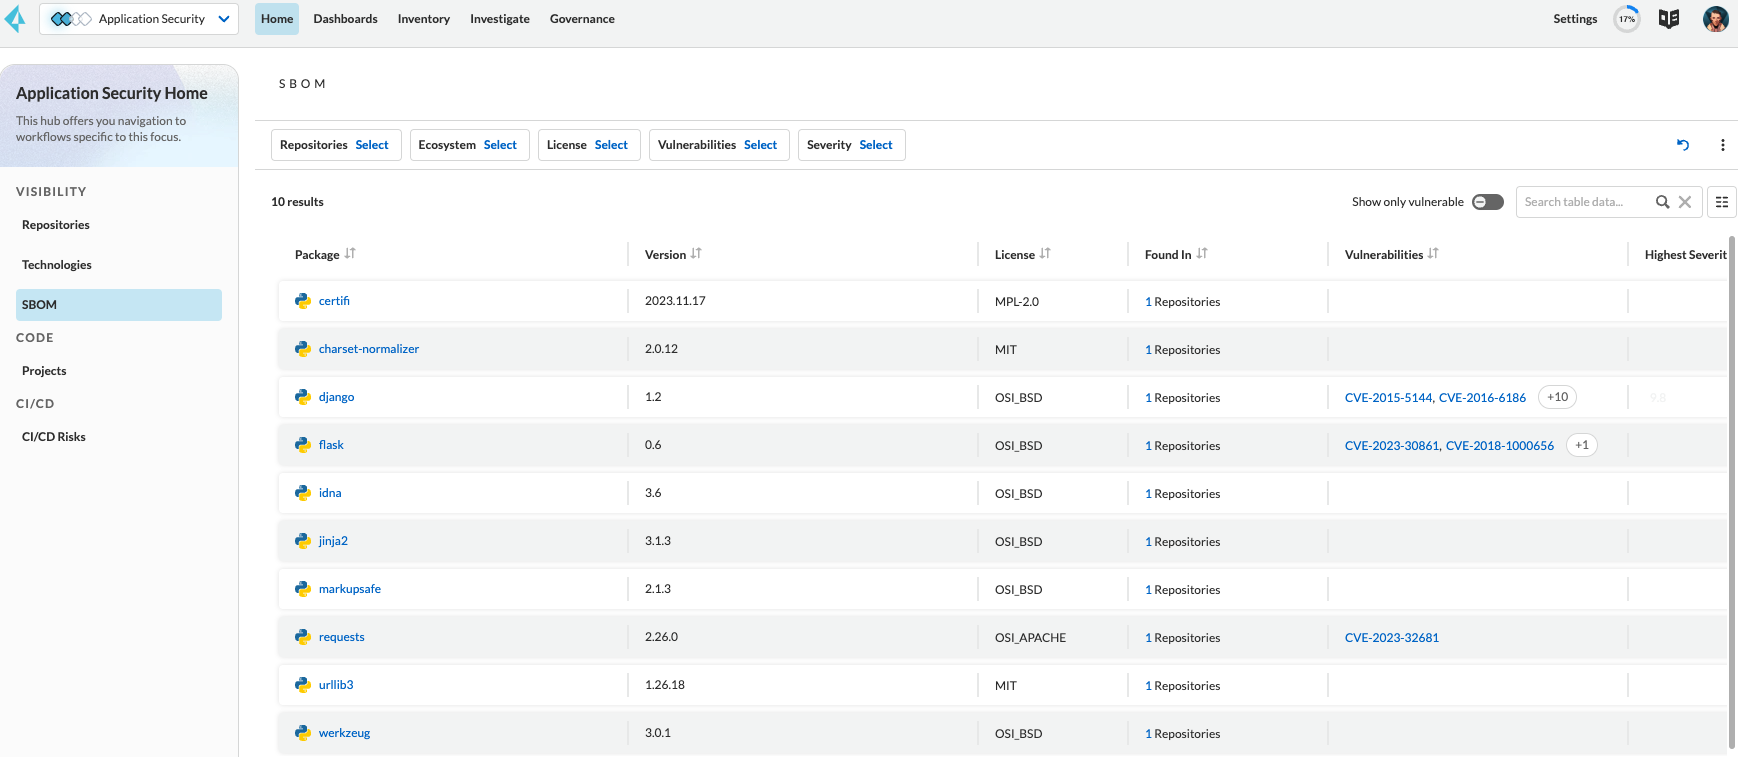 Application Security
Home Dashboards Inventory Investigate Governance
Settings 17%
Application Security Home
This hub offers you navigation to
workflows specific to this focus.
VISIBILITY
Repositories
Technologies
SBOM
CODE
Projects
CI/CD
CI/CD Risks
SBOM
Repositories Select Ecosystem Select License Select Vulnerabilities Select Severity Select
10 results
Show only vulnerable Search table data...
Package Version License Found In Vulnerabilities Highest Severit
certifi 2023.11.17 MPL-2.0 1 Repositories
charset-normalizer 2.0.12 MIT 1 Repositories
django 1.2 OSI_BSD 1 Repositories CVE-2015-5144, CVE-2016-6186 +10 9.8
flask 0.6 OSI_BSD 1 Repositories CVE-2023-30861, CVE-2018-1000656 +1
idna 3.6 OSI_BSD 1 Repositories
jinja2 3.1.3 OSI_BSD 1 Repositories
markupsafe 2.1.3 OSI_BSD 1 Repositories
requests 2.26.0 OSI_APACHE 1 Repositories CVE-2023-32681
urllib3 1.26.18 MIT 1 Repositories
werkzeug 3.0.1 OSI_BSD 1 Repositories